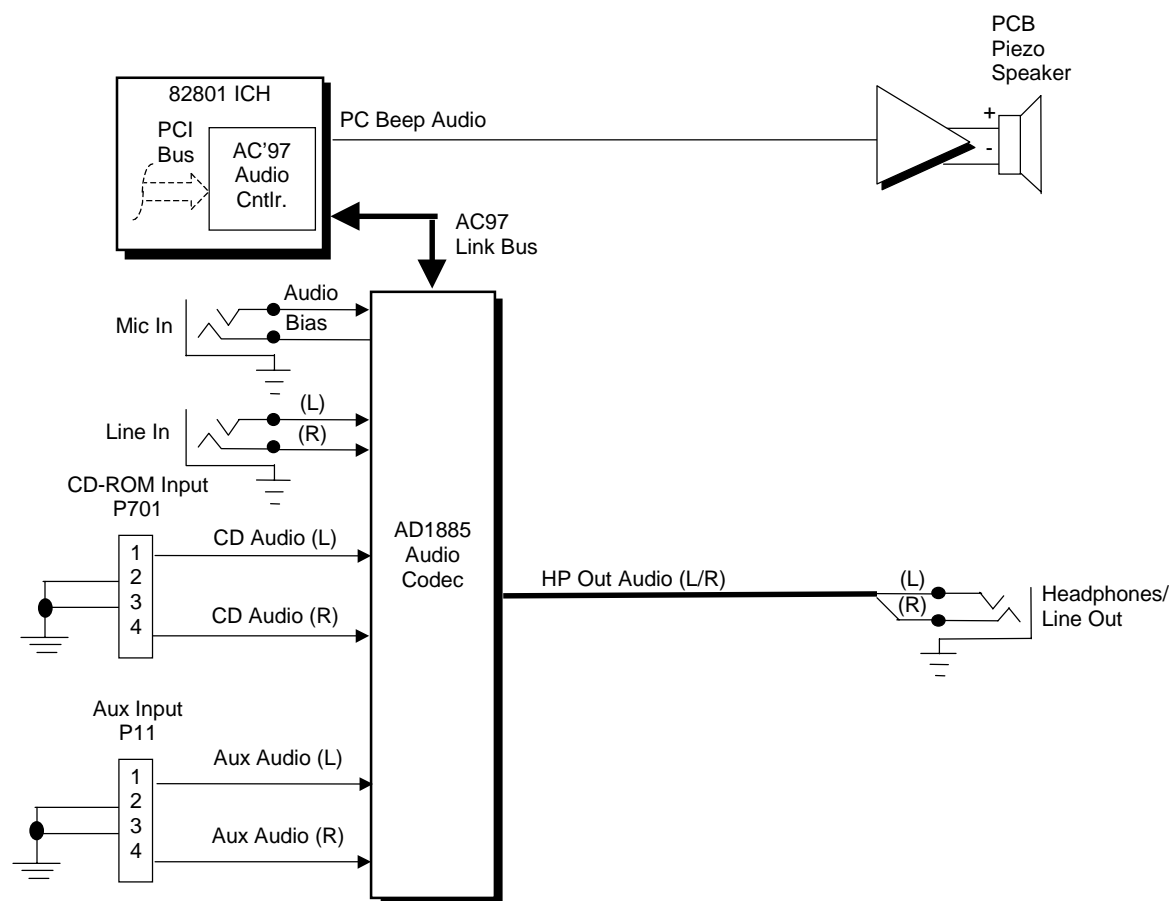 PCB
Piezo
Speaker
82801 ICH
PCI
Bus
AC'97
Audio
Cntlr.
PC Beep Audio
+
-
AC97
Link Bus
Mic In
Audio
Bias
Line In
(L)
(R)
CD-ROM Input
P701
1
2
3
4
CD Audio (L)
CD Audio (R)
AD1885
Audio
Codec
HP Out Audio (L/R)
(L)
(R)
Headphones/
Line Out
Aux Input
P11
1
2
3
4
Aux Audio (L)
Aux Audio (R)